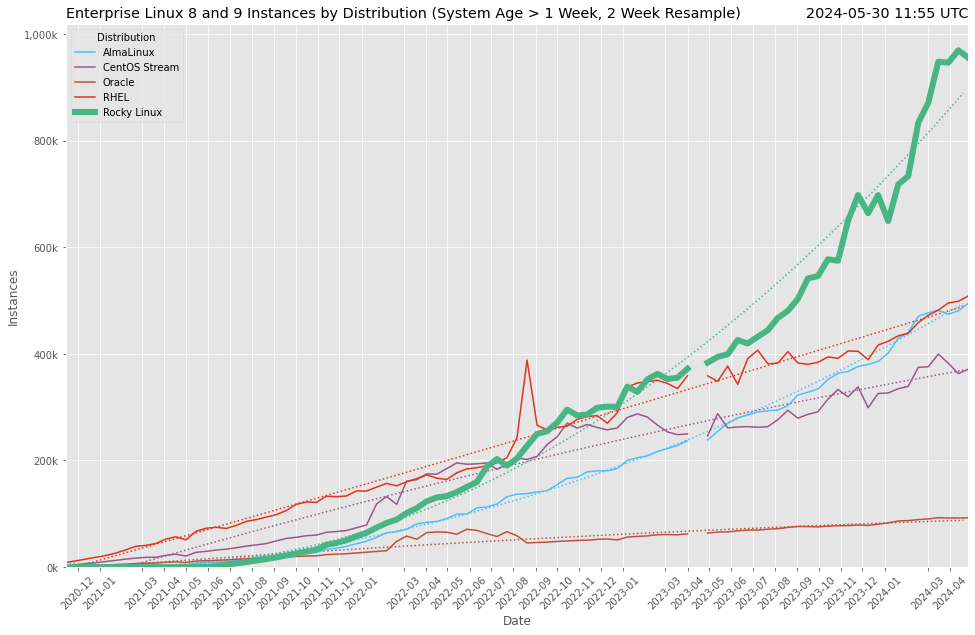 Enterprise Linux 8 and 9 Instances by Distribution (System Age > 1 Week, 2 Week Resample)
2024-05-30 11:55 UTC
Distribution
AlmaLinux
CentOS Stream
Oracle
RHEL
Rocky Linux
1,000k
800k
600k
400k
200k
0k
Instances
2020-12
2021-01
2021-03
2021-04
2021-05
2021-06
2021-07
2021-08
2021-09
2021-10
2021-11
2021-12
2022-01
2022-03
2022-04
2022-05
2022-06
2022-07
2022-08
2022-09
2022-10
2022-11
2022-12
2023-01
2023-03
2023-04
2023-05
2023-06
2023-07
2023-08
2023-09
2023-10
2023-11
2023-12
2024-01
2024-03
2024-04
Date